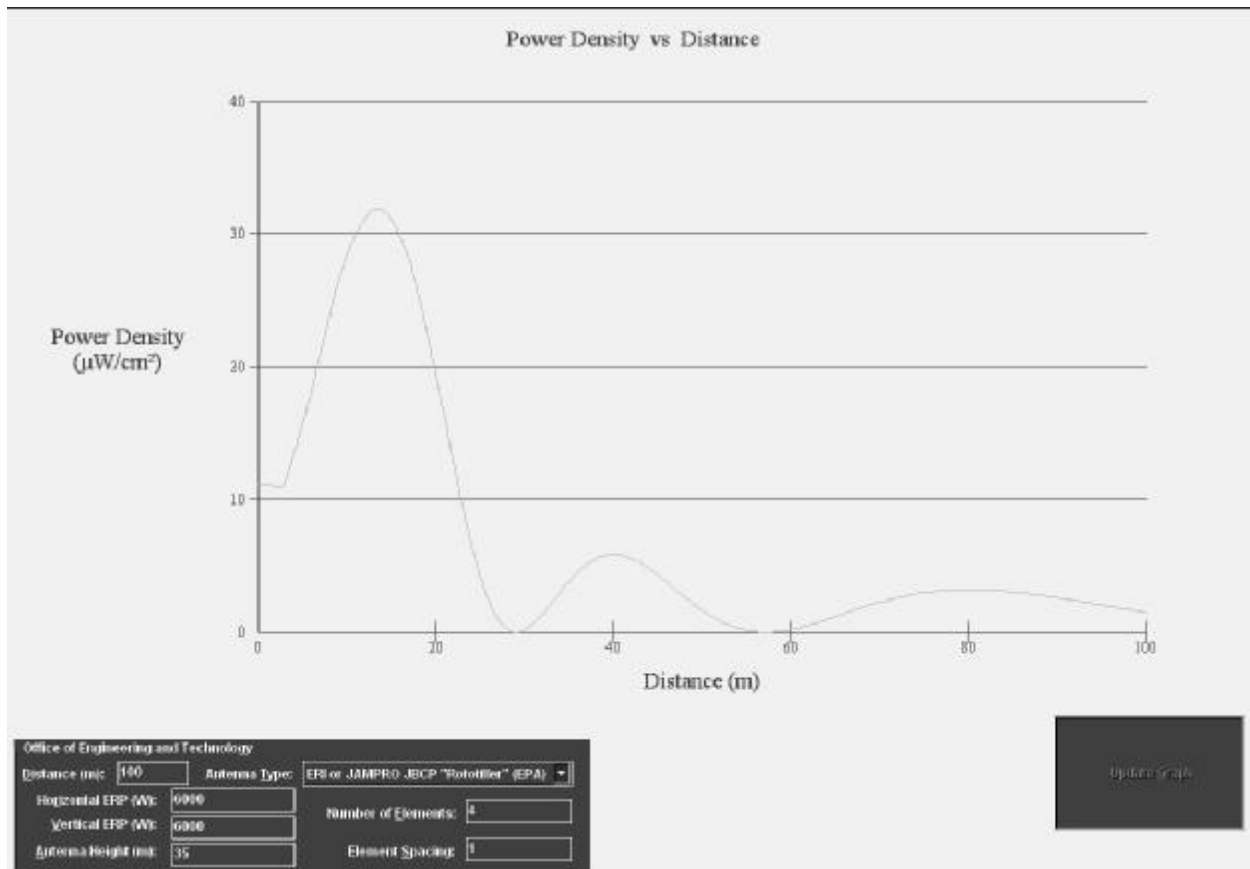 Power Density vs Distance
40
30
Power Density
(μW/cm²)
20
10
0
0 20 40 60 80 100
Distance (m)
Office of Engineering and Technology
Distance (m): 100 Antenna Type: ERI or JAMPRO JBCP "Rototiller" (EPA)
Horizontal ERP (W): 6000
Number of Elements: 4
Vertical ERP (W): 6000
Antenna Height (m): 35 Element Spacing: 1
Update Graph